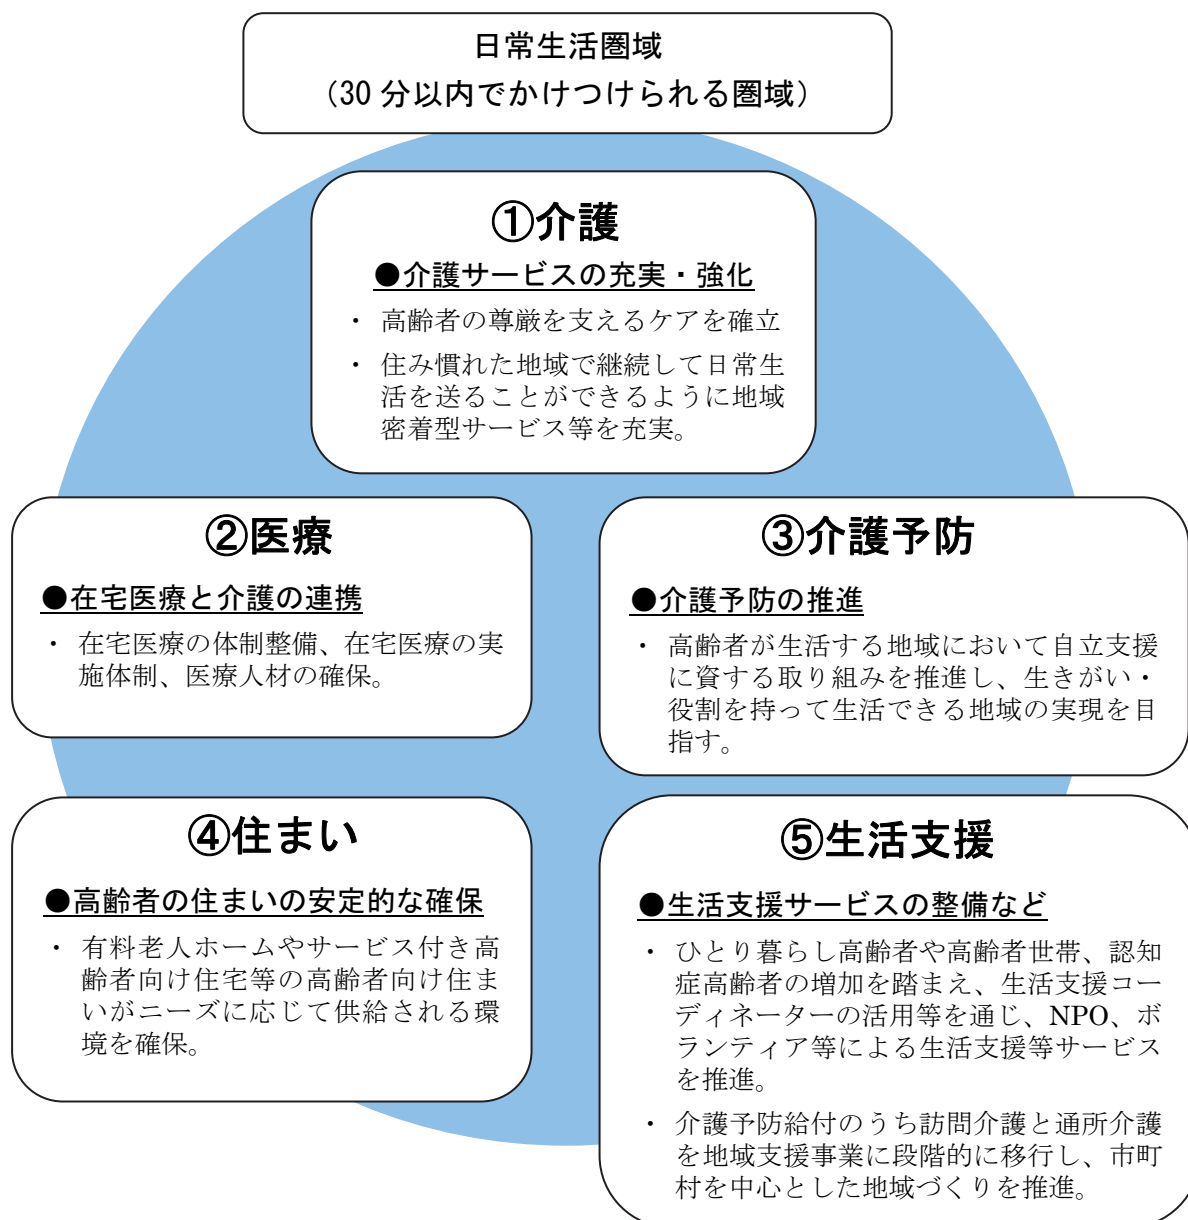 日常生活圏域
（30 分以内でかけつけられる圏域）
①介護
●介護サービスの充実・強化
・ 高齢者の尊厳を支えるケアを確立
・ 住み慣れた地域で継続して日常生
活を送ることができるように地域
密着型サービス等を充実。
②医療
●在宅医療と介護の連携
・ 在宅医療の体制整備、在宅医療の実
施体制、医療人材の確保。
③介護予防
●介護予防の推進
・ 高齢者が生活する地域において自立支援
に資する取り組みを推進し、生きがい・
役割を持って生活できる地域の実現を目
指す。
④住まい
●高齢者の住まいの安定的な確保
・ 有料老人ホームやサービス付き高
齢者向け住宅等の高齢者向け住ま
いがニーズに応じて供給される環
境を確保。
⑤生活支援
●生活支援サービスの整備など
・ ひとり暮らし高齢者や高齢者世帯、認知
症高齢者の増加を踏まえ、生活支援コー
ディネーターの活用等を通じ、NPO、ボ
ランティア等による生活支援等サービス
を推進。
・ 介護予防給付のうち訪問介護と通所介護
を地域支援事業に段階的に移行し、市町
村を中心とした地域づくりを推進。